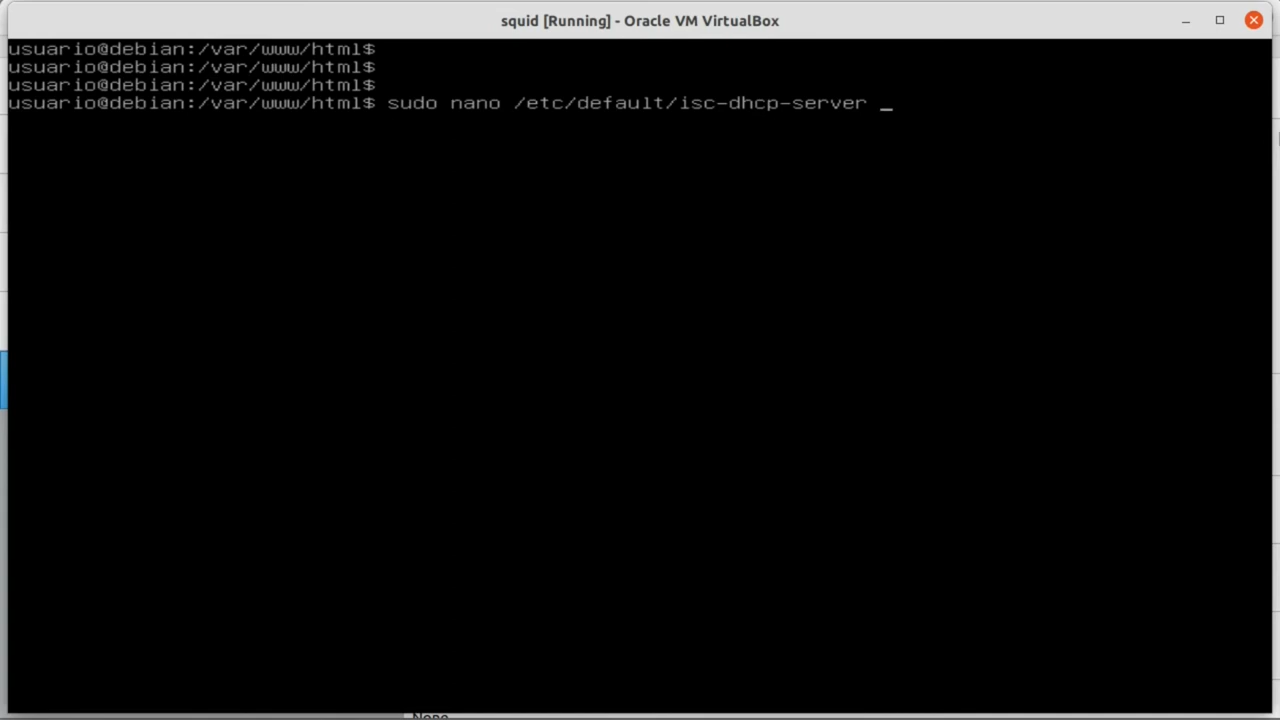 squid [Running] - Oracle VM VirtualBox
usuario@debian:/var/www/html$
usuario@debian:/var/www/html$
usuario@debian:/var/www/html$
usuario@debian:/var/www/html$ sudo nano /etc/default/isc-dhcp-server _
None